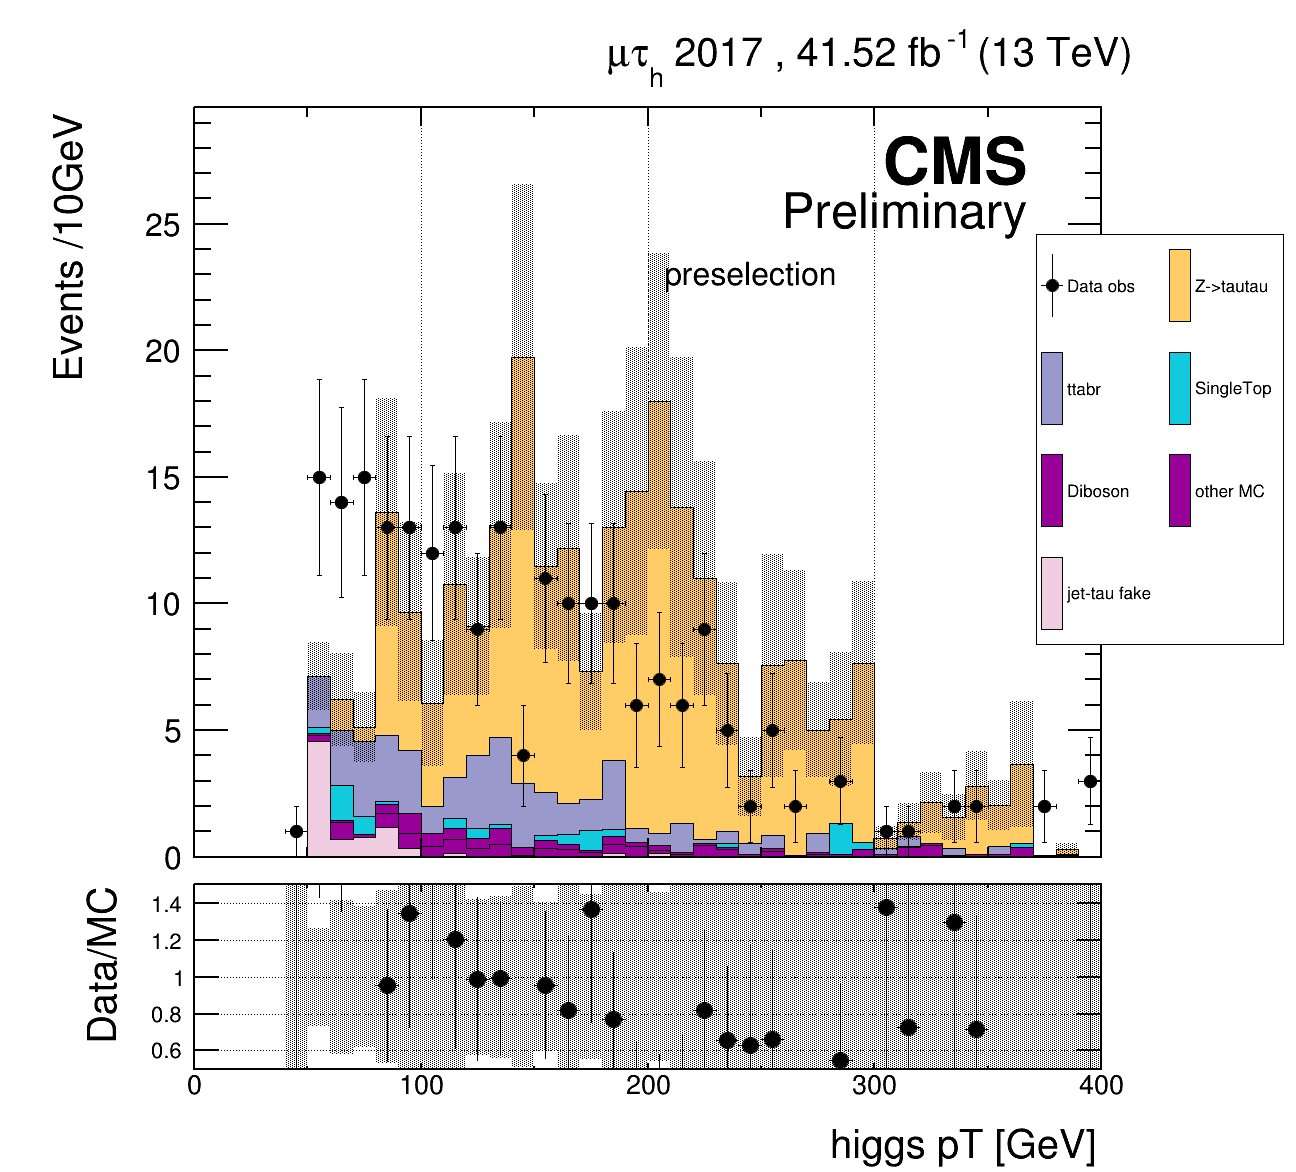 μτh 2017 , 41.52 fb-1 (13 TeV)
Events /10GeV
CMS
Preliminary
preselection
25
20
15
10
5
0
Data obs
Z->tautau
ttabr
SingleTop
Diboson
other MC
jet-tau fake
Data/MC
1.4
1.2
1
0.8
0.6
0 100 200 300 400
higgs pT [GeV]